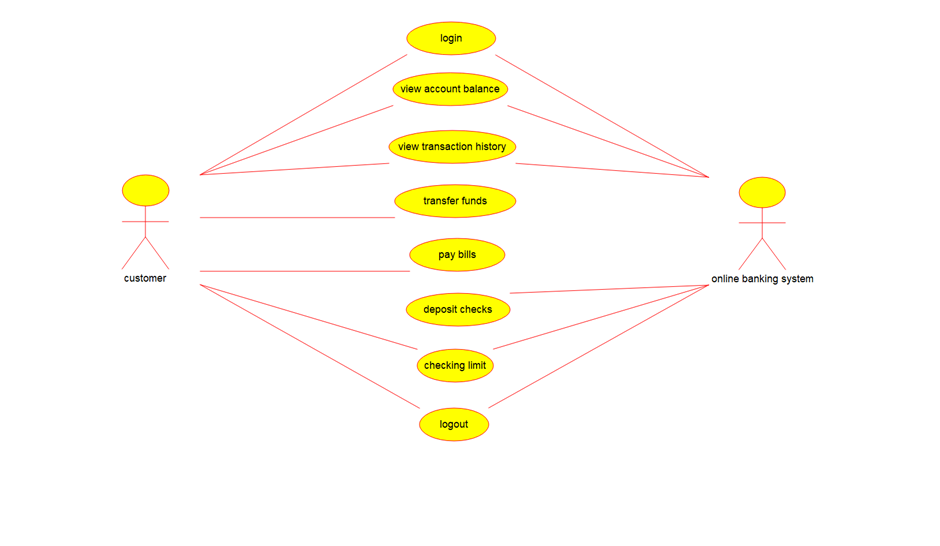 login
view account balance
view transaction history
transfer funds
pay bills
customer
online banking system
deposit checks
checking limit
logout